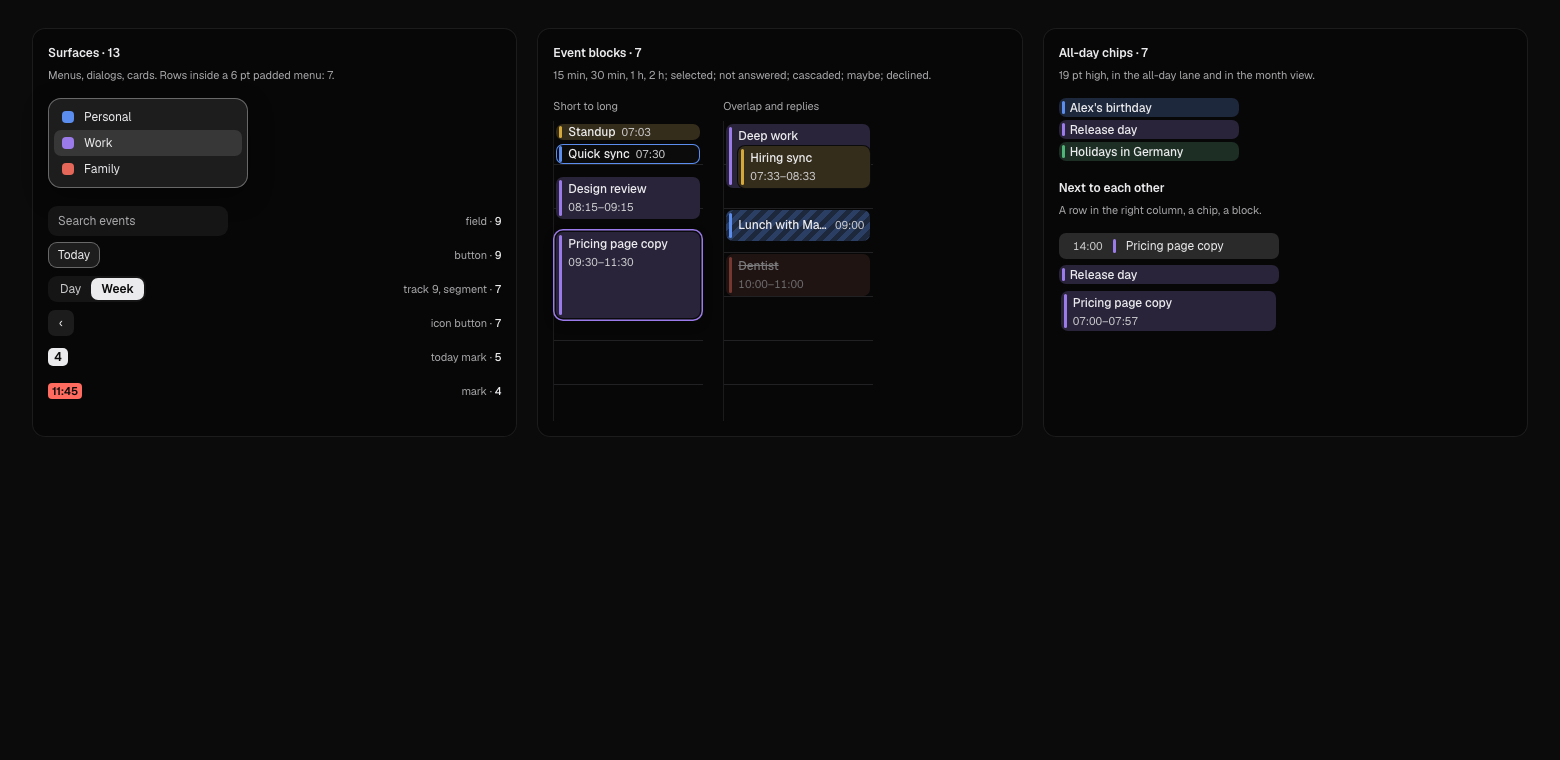 Surfaces · 13
Menus, dialogs, cards. Rows inside a 6 pt padded menu: 7.
Personal
Work
Family
Search events
field · 9
Today
button · 9
Day Week
track 9, segment · 7
‹
icon button · 7
4
today mark · 5
11:45
mark · 4
Event blocks · 7
15 min, 30 min, 1 h, 2 h; selected; not answered; cascaded; maybe; declined.
Short to long
Standup 07:03
Quick sync 07:30
Design review
08:15–09:15
Pricing page copy
09:30–11:30
Overlap and replies
Deep work
Hiring sync
07:33–08:33
Lunch with Ma... 09:00
Dentist
10:00–11:00
All-day chips · 7
19 pt high, in the all-day lane and in the month view.
Alex's birthday
Release day
Holidays in Germany
Next to each other
A row in the right column, a chip, a block.
14:00 Pricing page copy
Release day
Pricing page copy
07:00–07:57